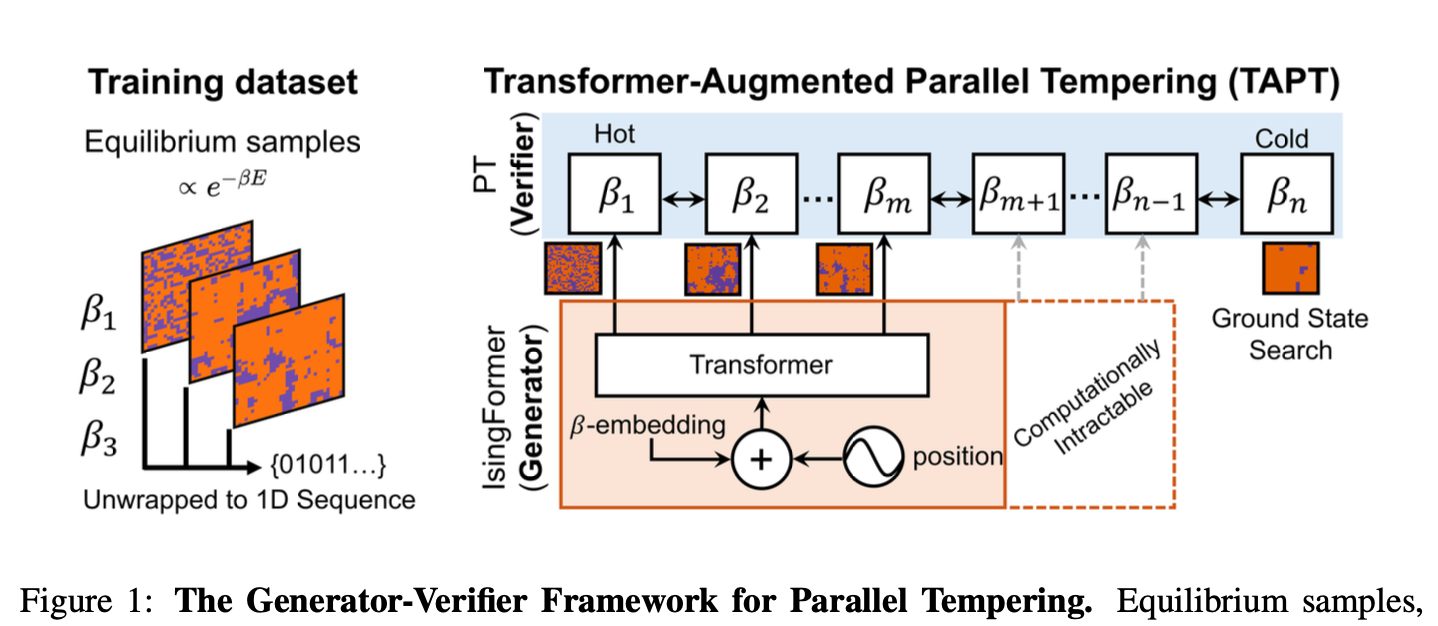 Training dataset
Equilibrium samples
∝ e^{-βE}
β₁
β₂
β₃
{01011...}
Unwrapped to 1D Sequence
Transformer-Augmented Parallel Tempering (TAPT)
PT
(Verifier)
Hot
Cold
β₁
β₂
...
βₘ
βₘ₊₁
...
βₙ₋₁
βₙ
IsingFormer
(Generator)
Transformer
β-embedding
+
position
Computationally
Intractable
Ground State
Search
Figure 1: The Generator-Verifier Framework for Parallel Tempering. Equilibrium samples,